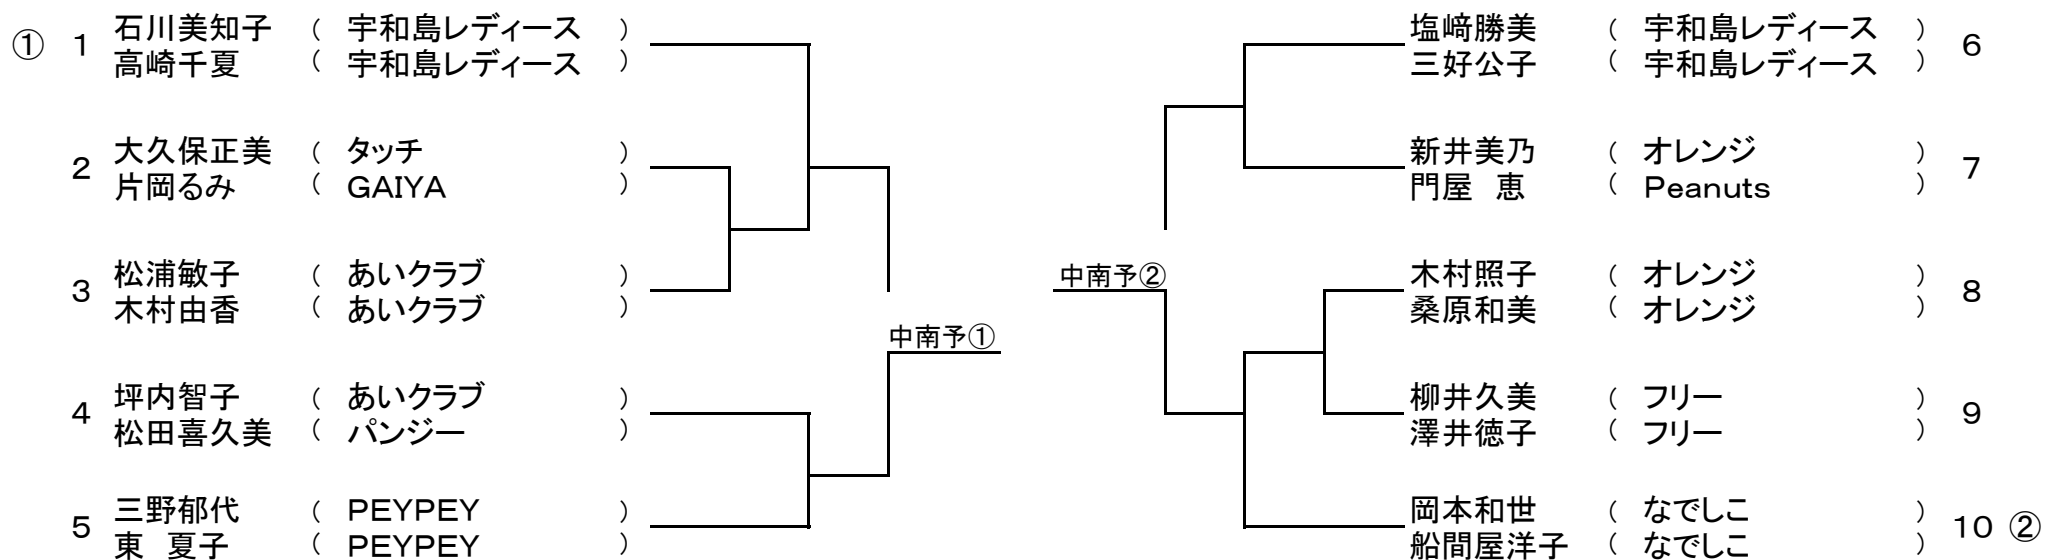 ① 1 石川美知子 ( 宇和島レディース )
高崎千夏 ( 宇和島レディース )
2 大久保正美 ( タッチ )
片岡るみ ( GAIYA )
3 松浦敏子 ( あいクラブ )
木村由香 ( あいクラブ )
中南予①
4 坪内智子 ( あいクラブ )
松田喜久美 ( パンジー )
5 三野郁代 ( PEYPEY )
東 夏子 ( PEYPEY )
塩﨑勝美 ( 宇和島レディース ) 6
三好公子 ( 宇和島レディース )
新井美乃 ( オレンジ ) 7
門屋 恵 ( Peanuts )
中南予②
木村照子 ( オレンジ ) 8
桑原和美 ( オレンジ )
柳井久美 ( フリー ) 9
澤井徳子 ( フリー )
岡本和世 ( なでしこ ) 10 ②
船間屋洋子 ( なでしこ )